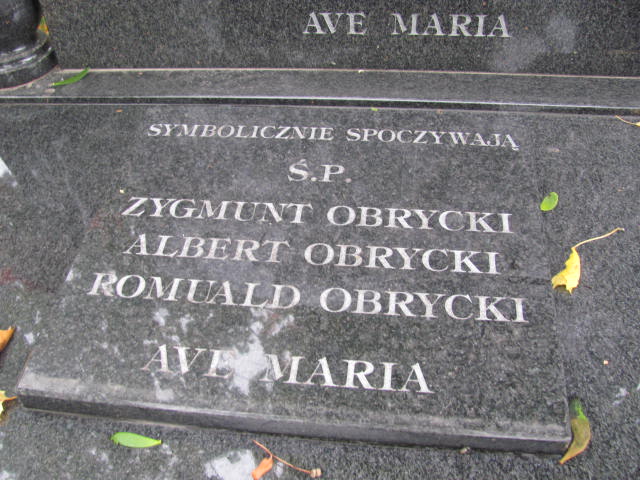 AVE MARIA
SYMBOLICZNIE SPOCZYWAJĄ
Ś.P.
ZYGMUNT OBRYCKI
ALBERT OBRYCKI
ROMUALD OBRYCKI
AVE MARIA